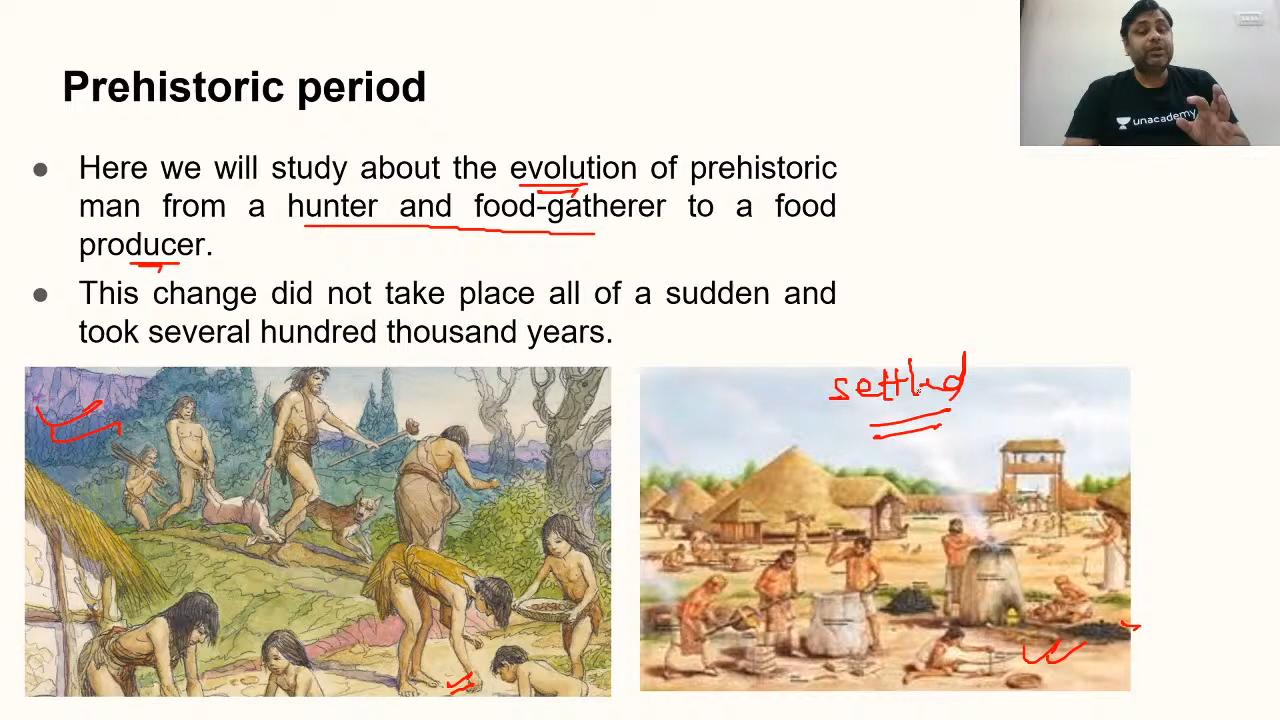 Prehistoric period
unacademy
● Here we will study about the evolution of prehistoric
man from a hunter and food-gatherer to a food
producer.
● This change did not take place all of a sudden and
took several hundred thousand years.
settled